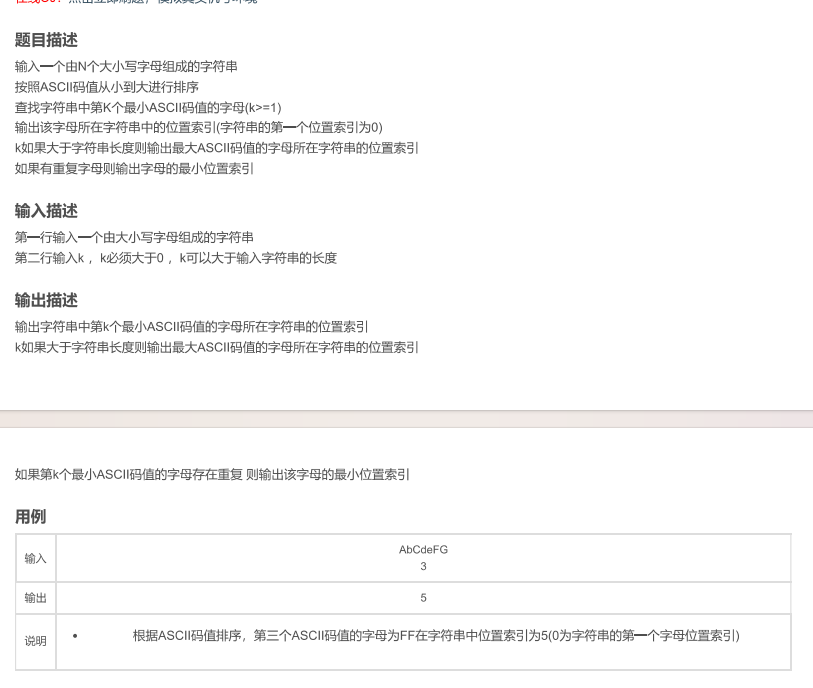 题目描述
输入一个由N个大小写字母组成的字符串
按照ASCII码值从小到大进行排序
查找字符串中第K个最小ASCII码值的字母(k>=1)
输出该字母所在字符串中的位置索引(字符串的第一个位置索引为0)
k如果大于字符串长度则输出最大ASCII码值的字母所在字符串的位置索引
如果有重复字母则输出字母的最小位置索引
输入描述
第一行输入一个由大小写字母组成的字符串
第二行输入k ，k必须大于0 ，k可以大于输入字符串的长度
输出描述
输出字符串中第k个最小ASCII码值的字母所在字符串的位置索引
k如果大于字符串长度则输出最大ASCII码值的字母所在字符串的位置索引
如果第k个最小ASCII码值的字母存在重复 则输出该字母的最小位置索引
用例
输入
AbCdeFG
3
输出
5
说明
• 根据ASCII码值排序，第三个ASCII码值的字母为FF在字符串中位置索引为5(0为字符串的第一个字母位置索引)